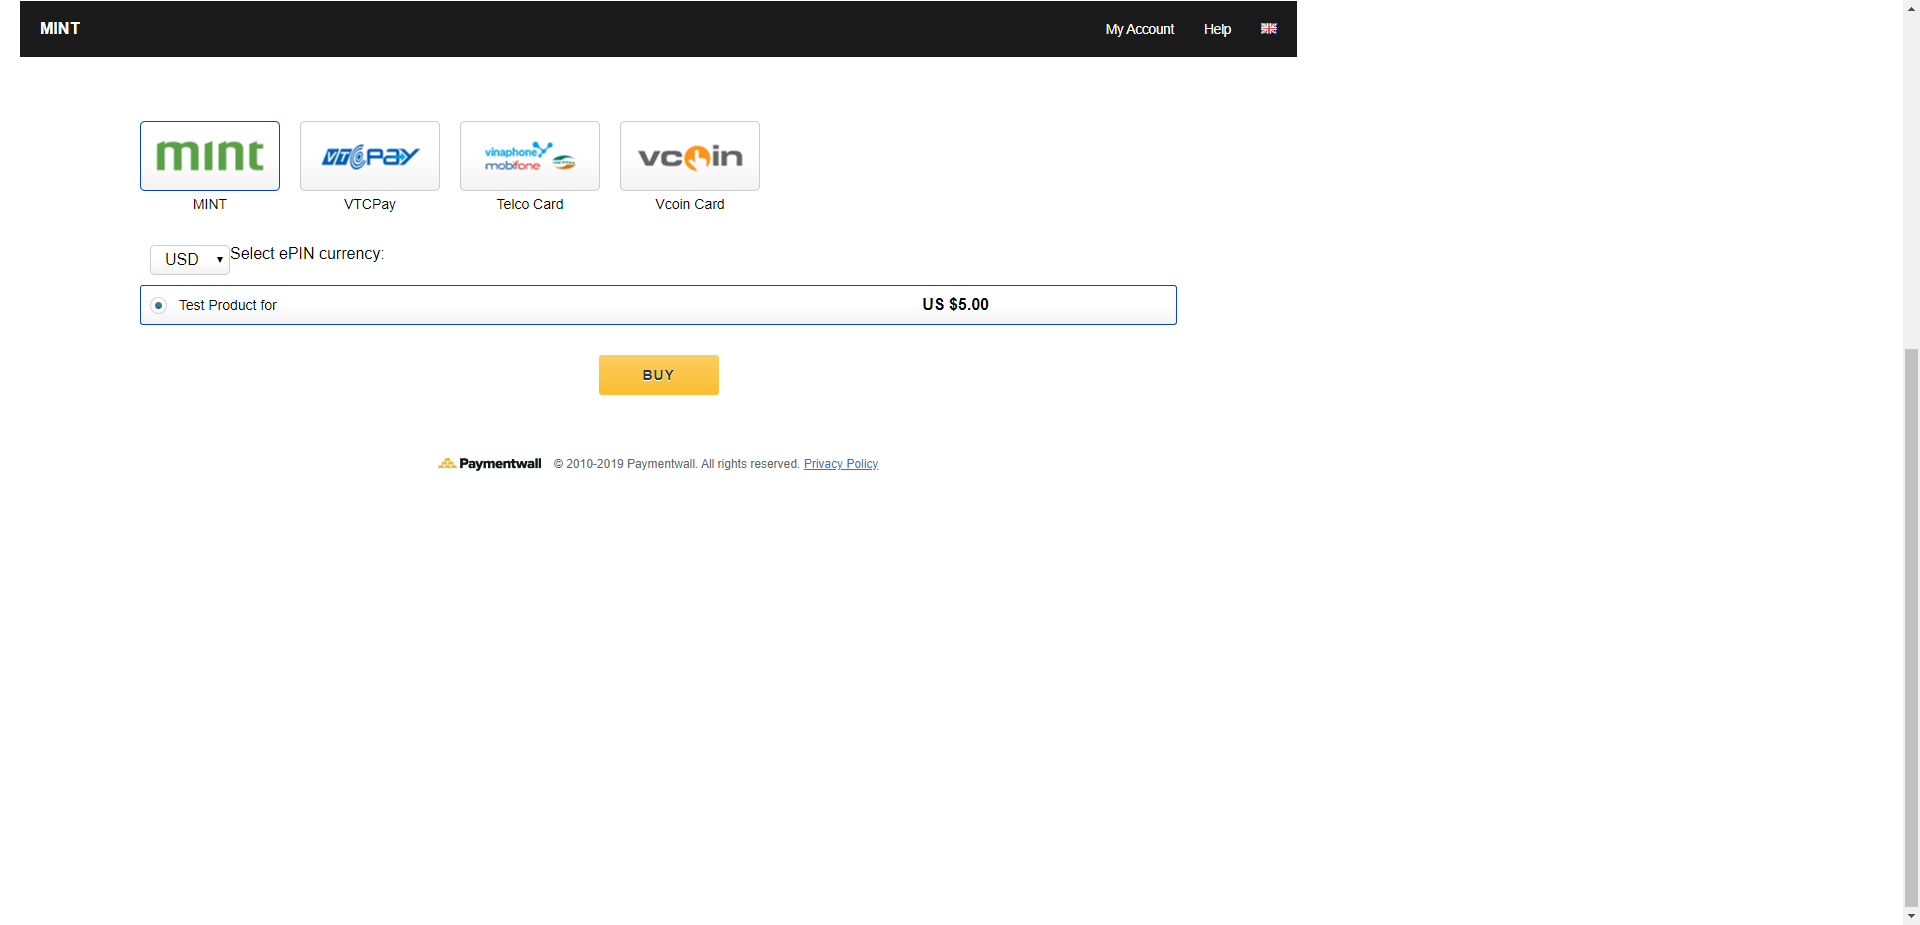 MINT
My Account Help
mint
VTCPAY
vinaphone
mobifone
vcoin
MINT
VTCPay
Telco Card
Vcoin Card
USD
Select ePIN currency:
Test Product for
US $5.00
BUY
Paymentwall © 2010-2019 Paymentwall. All rights reserved. Privacy Policy